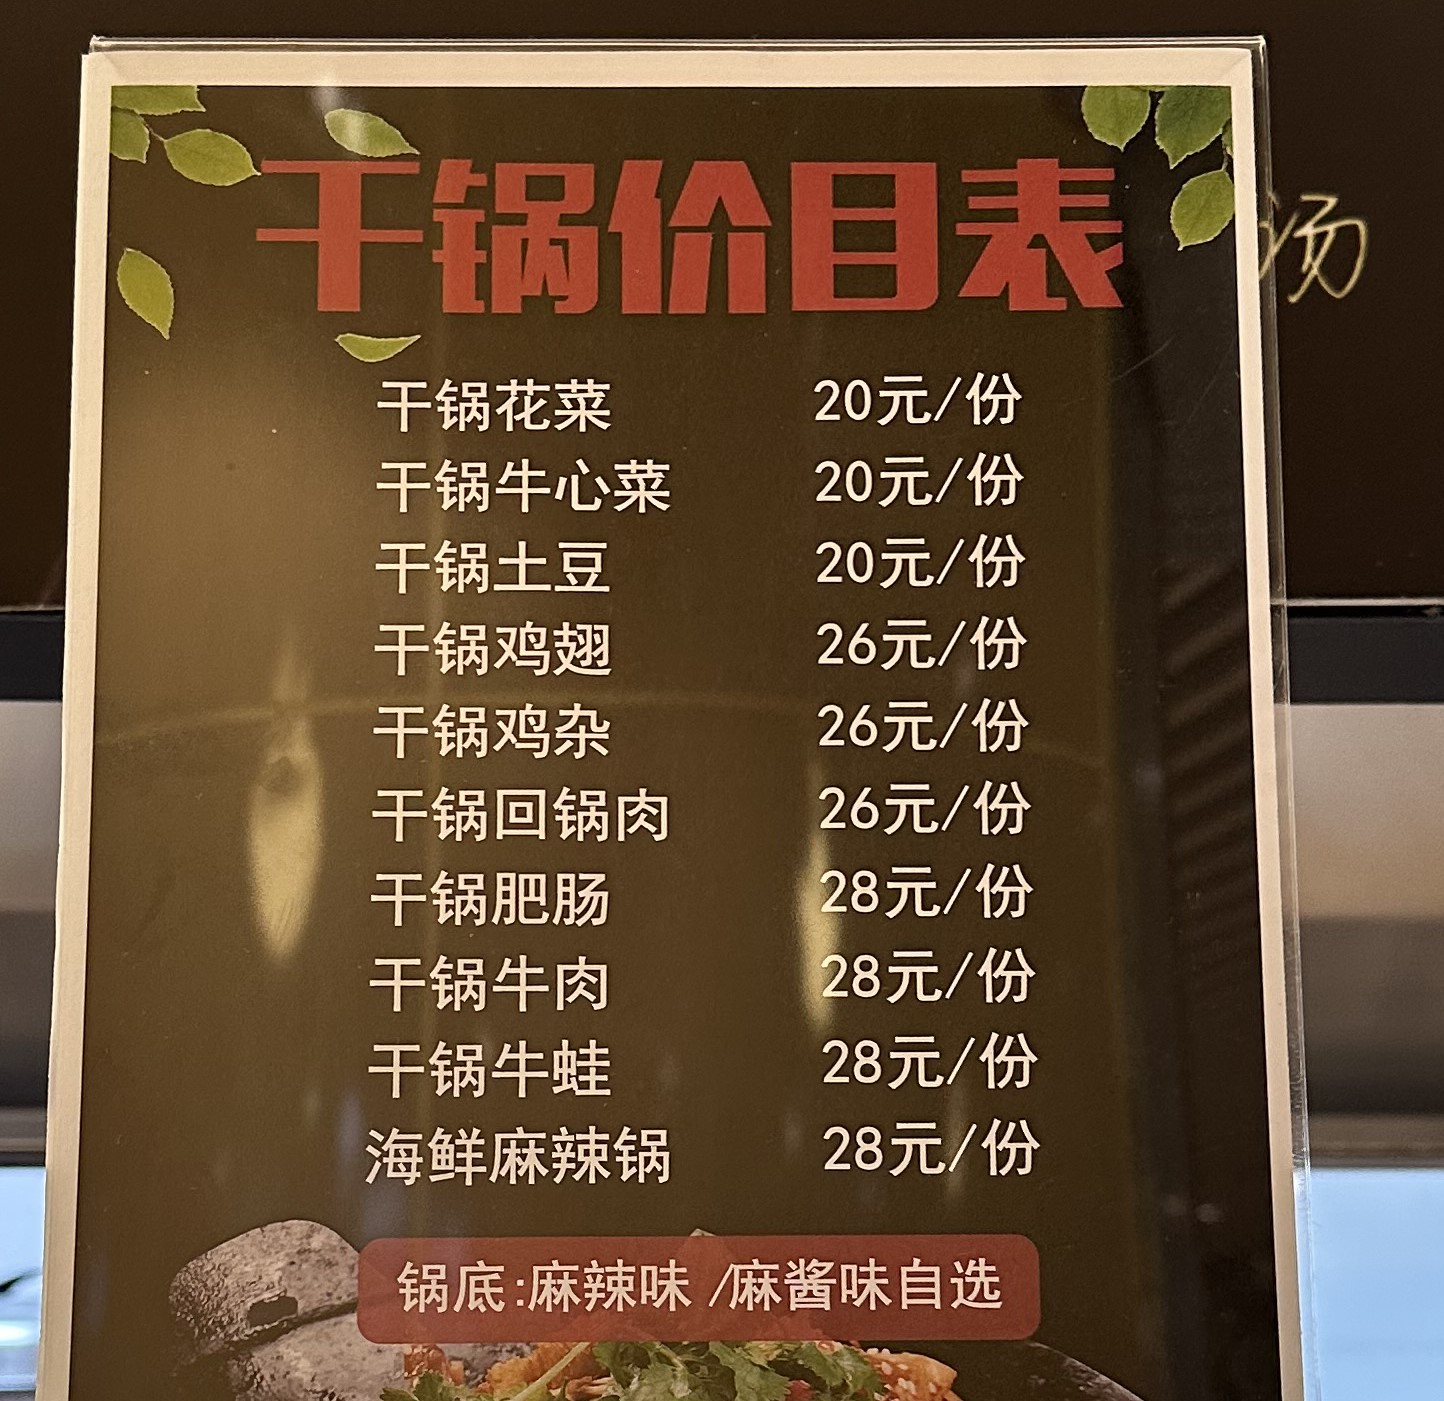 干锅价目表
汤
干锅花菜 20元/份
干锅牛心菜 20元/份
干锅土豆 20元/份
干锅鸡翅 26元/份
干锅鸡杂 26元/份
干锅回锅肉 26元/份
干锅肥肠 28元/份
干锅牛肉 28元/份
干锅牛蛙 28元/份
海鲜麻辣锅 28元/份
锅底:麻辣味 /麻酱味自选